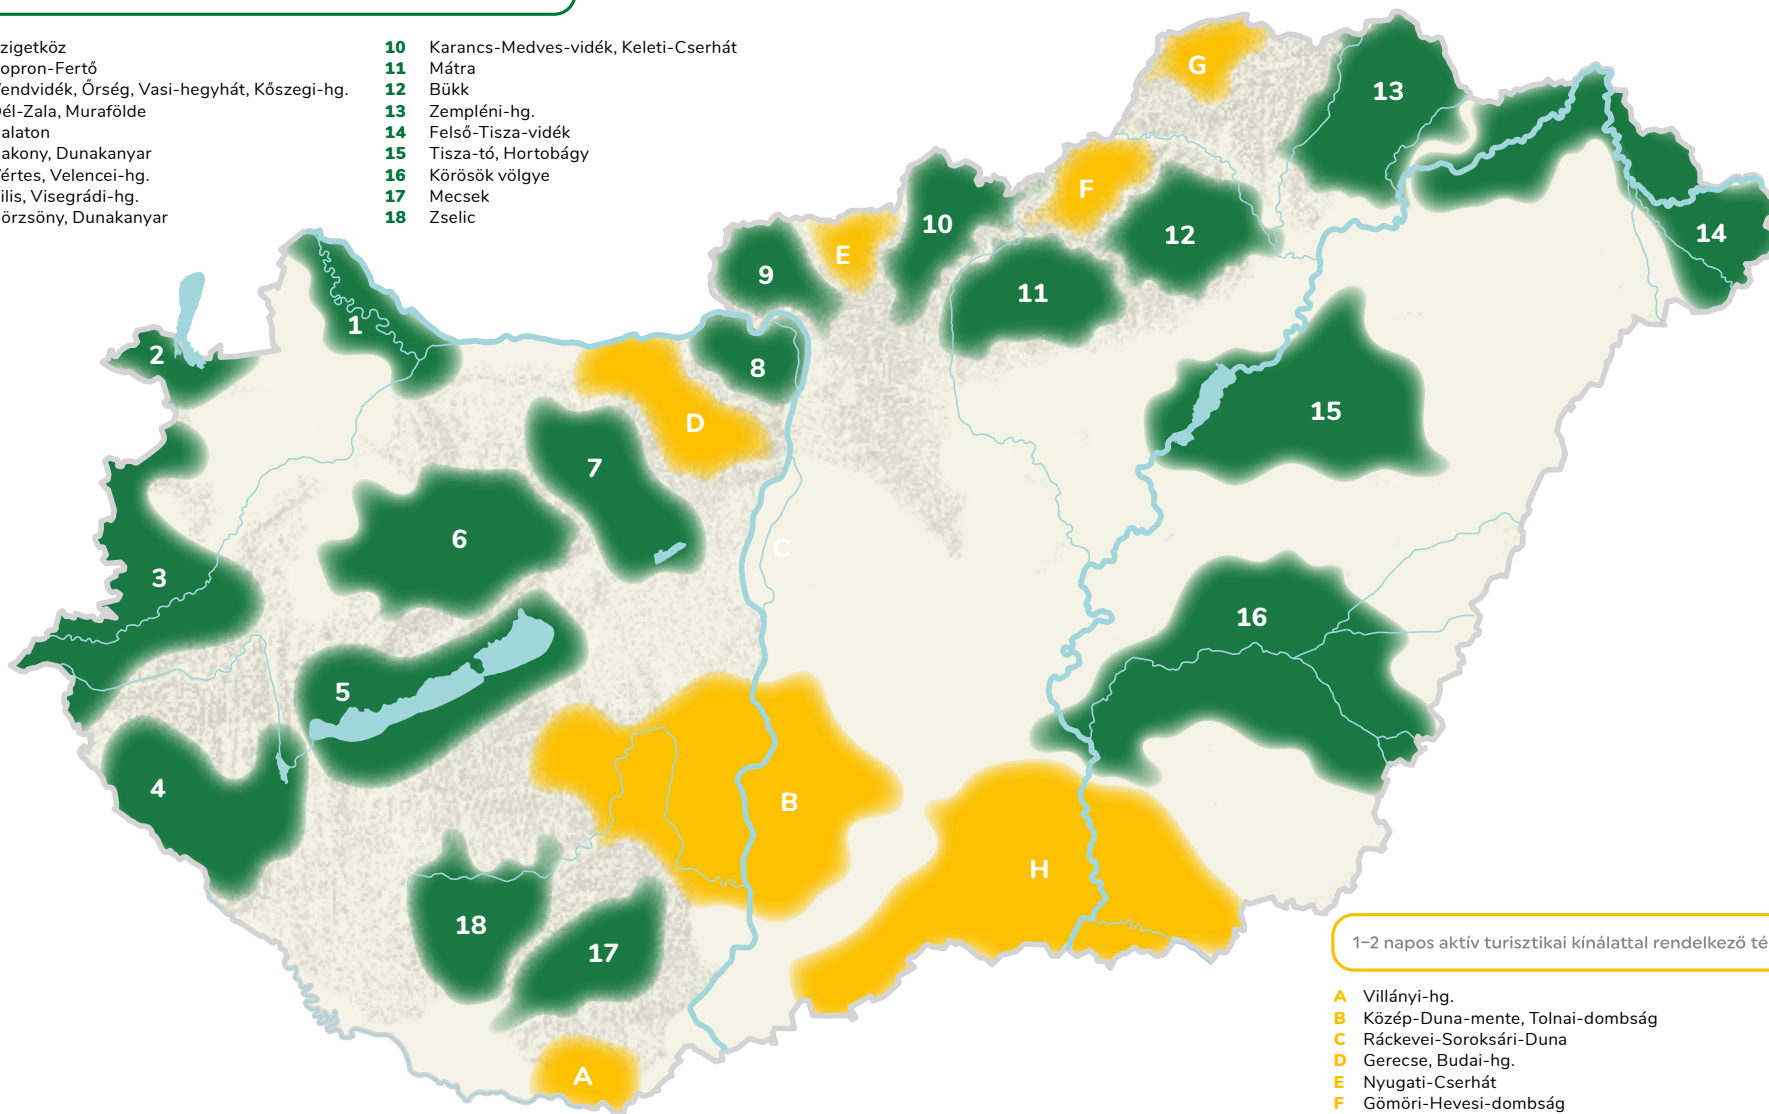 zigetköz
opron-Fertő
endvidék, Őrség, Vasi-hegyhát, Kőszegi-hg.
él-Zala, Murafölde
alaton
akony, Dunakanyar
értes, Velencei-hg.
ilis, Visegrádi-hg.
örzsöny, Dunakanyar
10 Karancs-Medves-vidék, Keleti-Cserhát
11 Mátra
12 Bükk
13 Zempléni-hg.
14 Felső-Tisza-vidék
15 Tisza-tó, Hortobágy
16 Körösök völgye
17 Mecsek
18 Zselic
G
13
F
10
12
14
E
9
11
1
2
8
15
D
7
6
C
3
16
5
4
B
H
18
17
A
1-2 napos aktív turisztikai kínálattal rendelkező té
A Villányi-hg.
B Közép-Duna-mente, Tolnai-dombság
C Ráckevei-Soroksári-Duna
D Gerecse, Budai-hg.
E Nyugati-Cserhát
F Gömöri-Hevesi-dombság